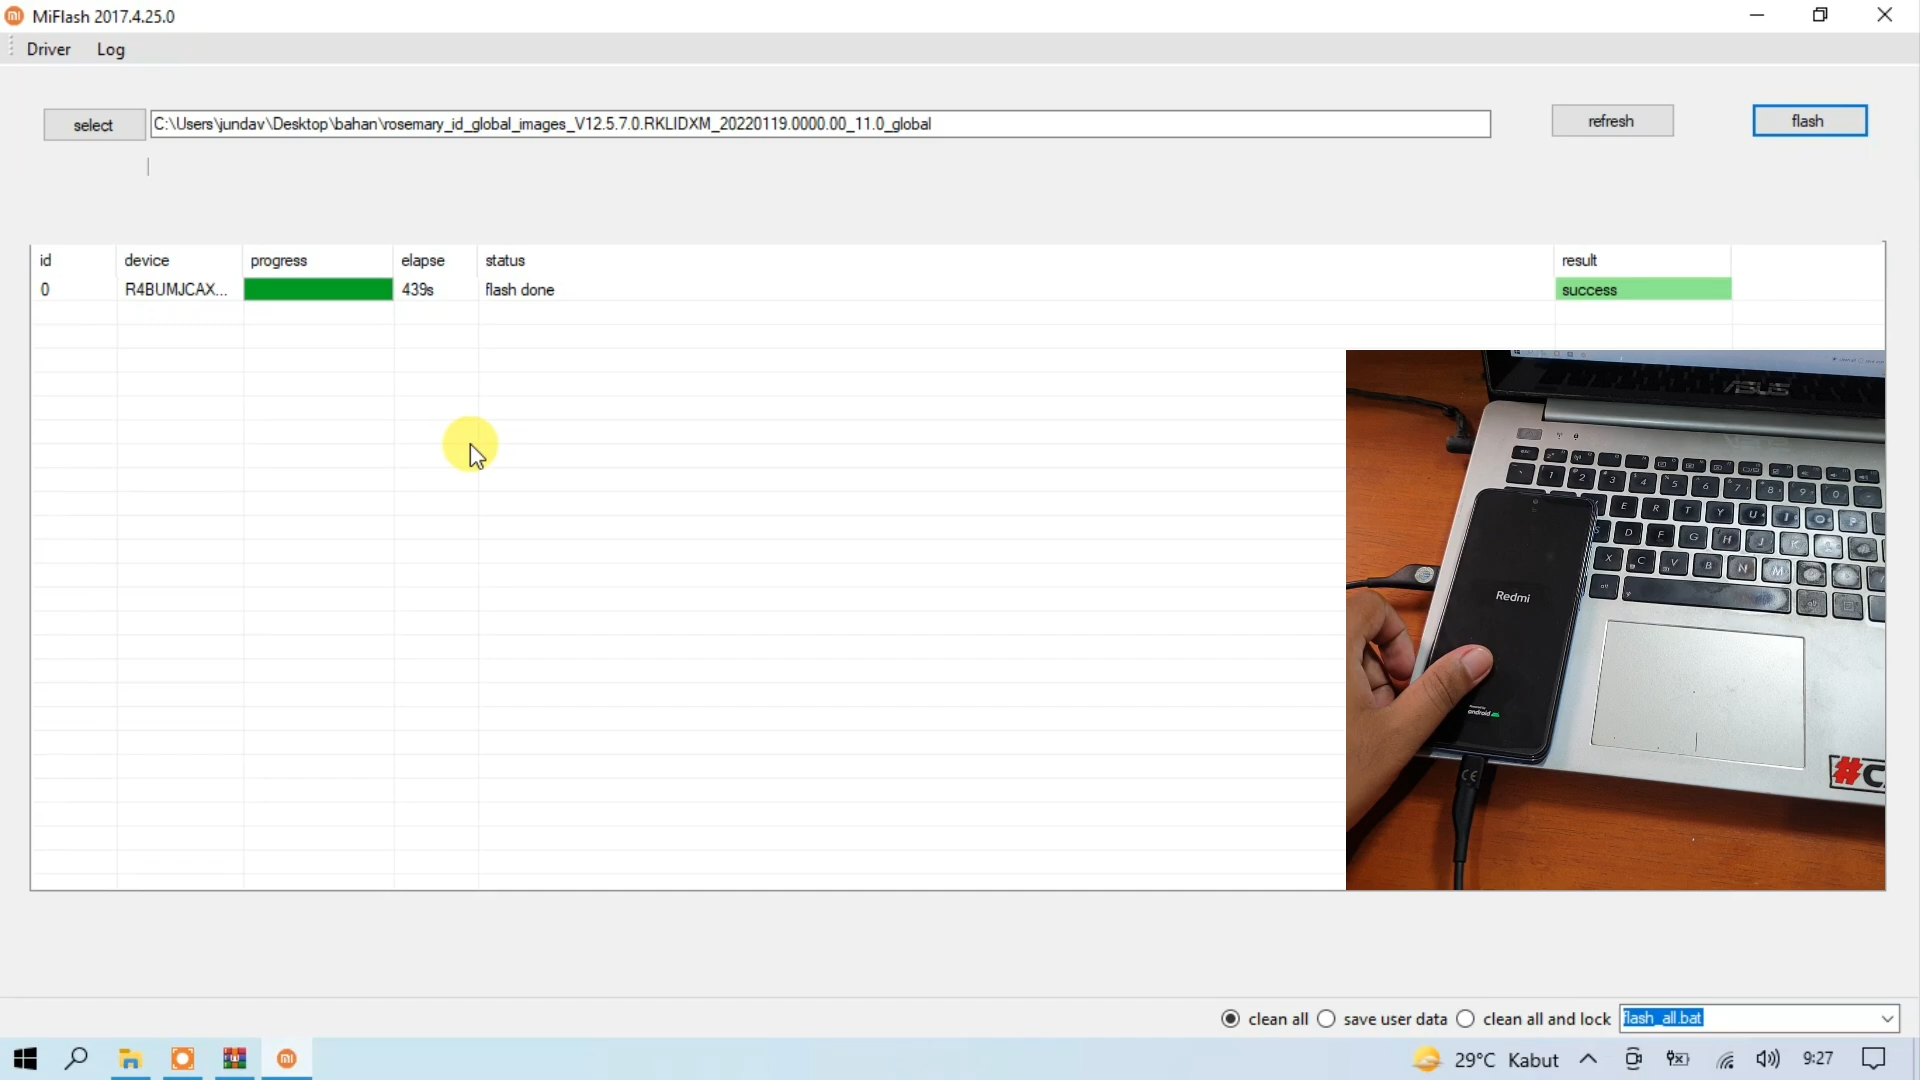 MiFlash 2017.4.25.0
Driver Log
select C:\Users\jundav\Desktop\bahan\rosemary_id_global_images_V12.5.7.0.RKLIDXM_20220119.0000.00_11.0_global refresh flash
id device progress elapse status result
0 R4BUMJCAX... 439s flash done success
ASUS
Redmi
android
CE
clean all save user data clean all and lock flash_all.bat
29°C Kabut 9:27